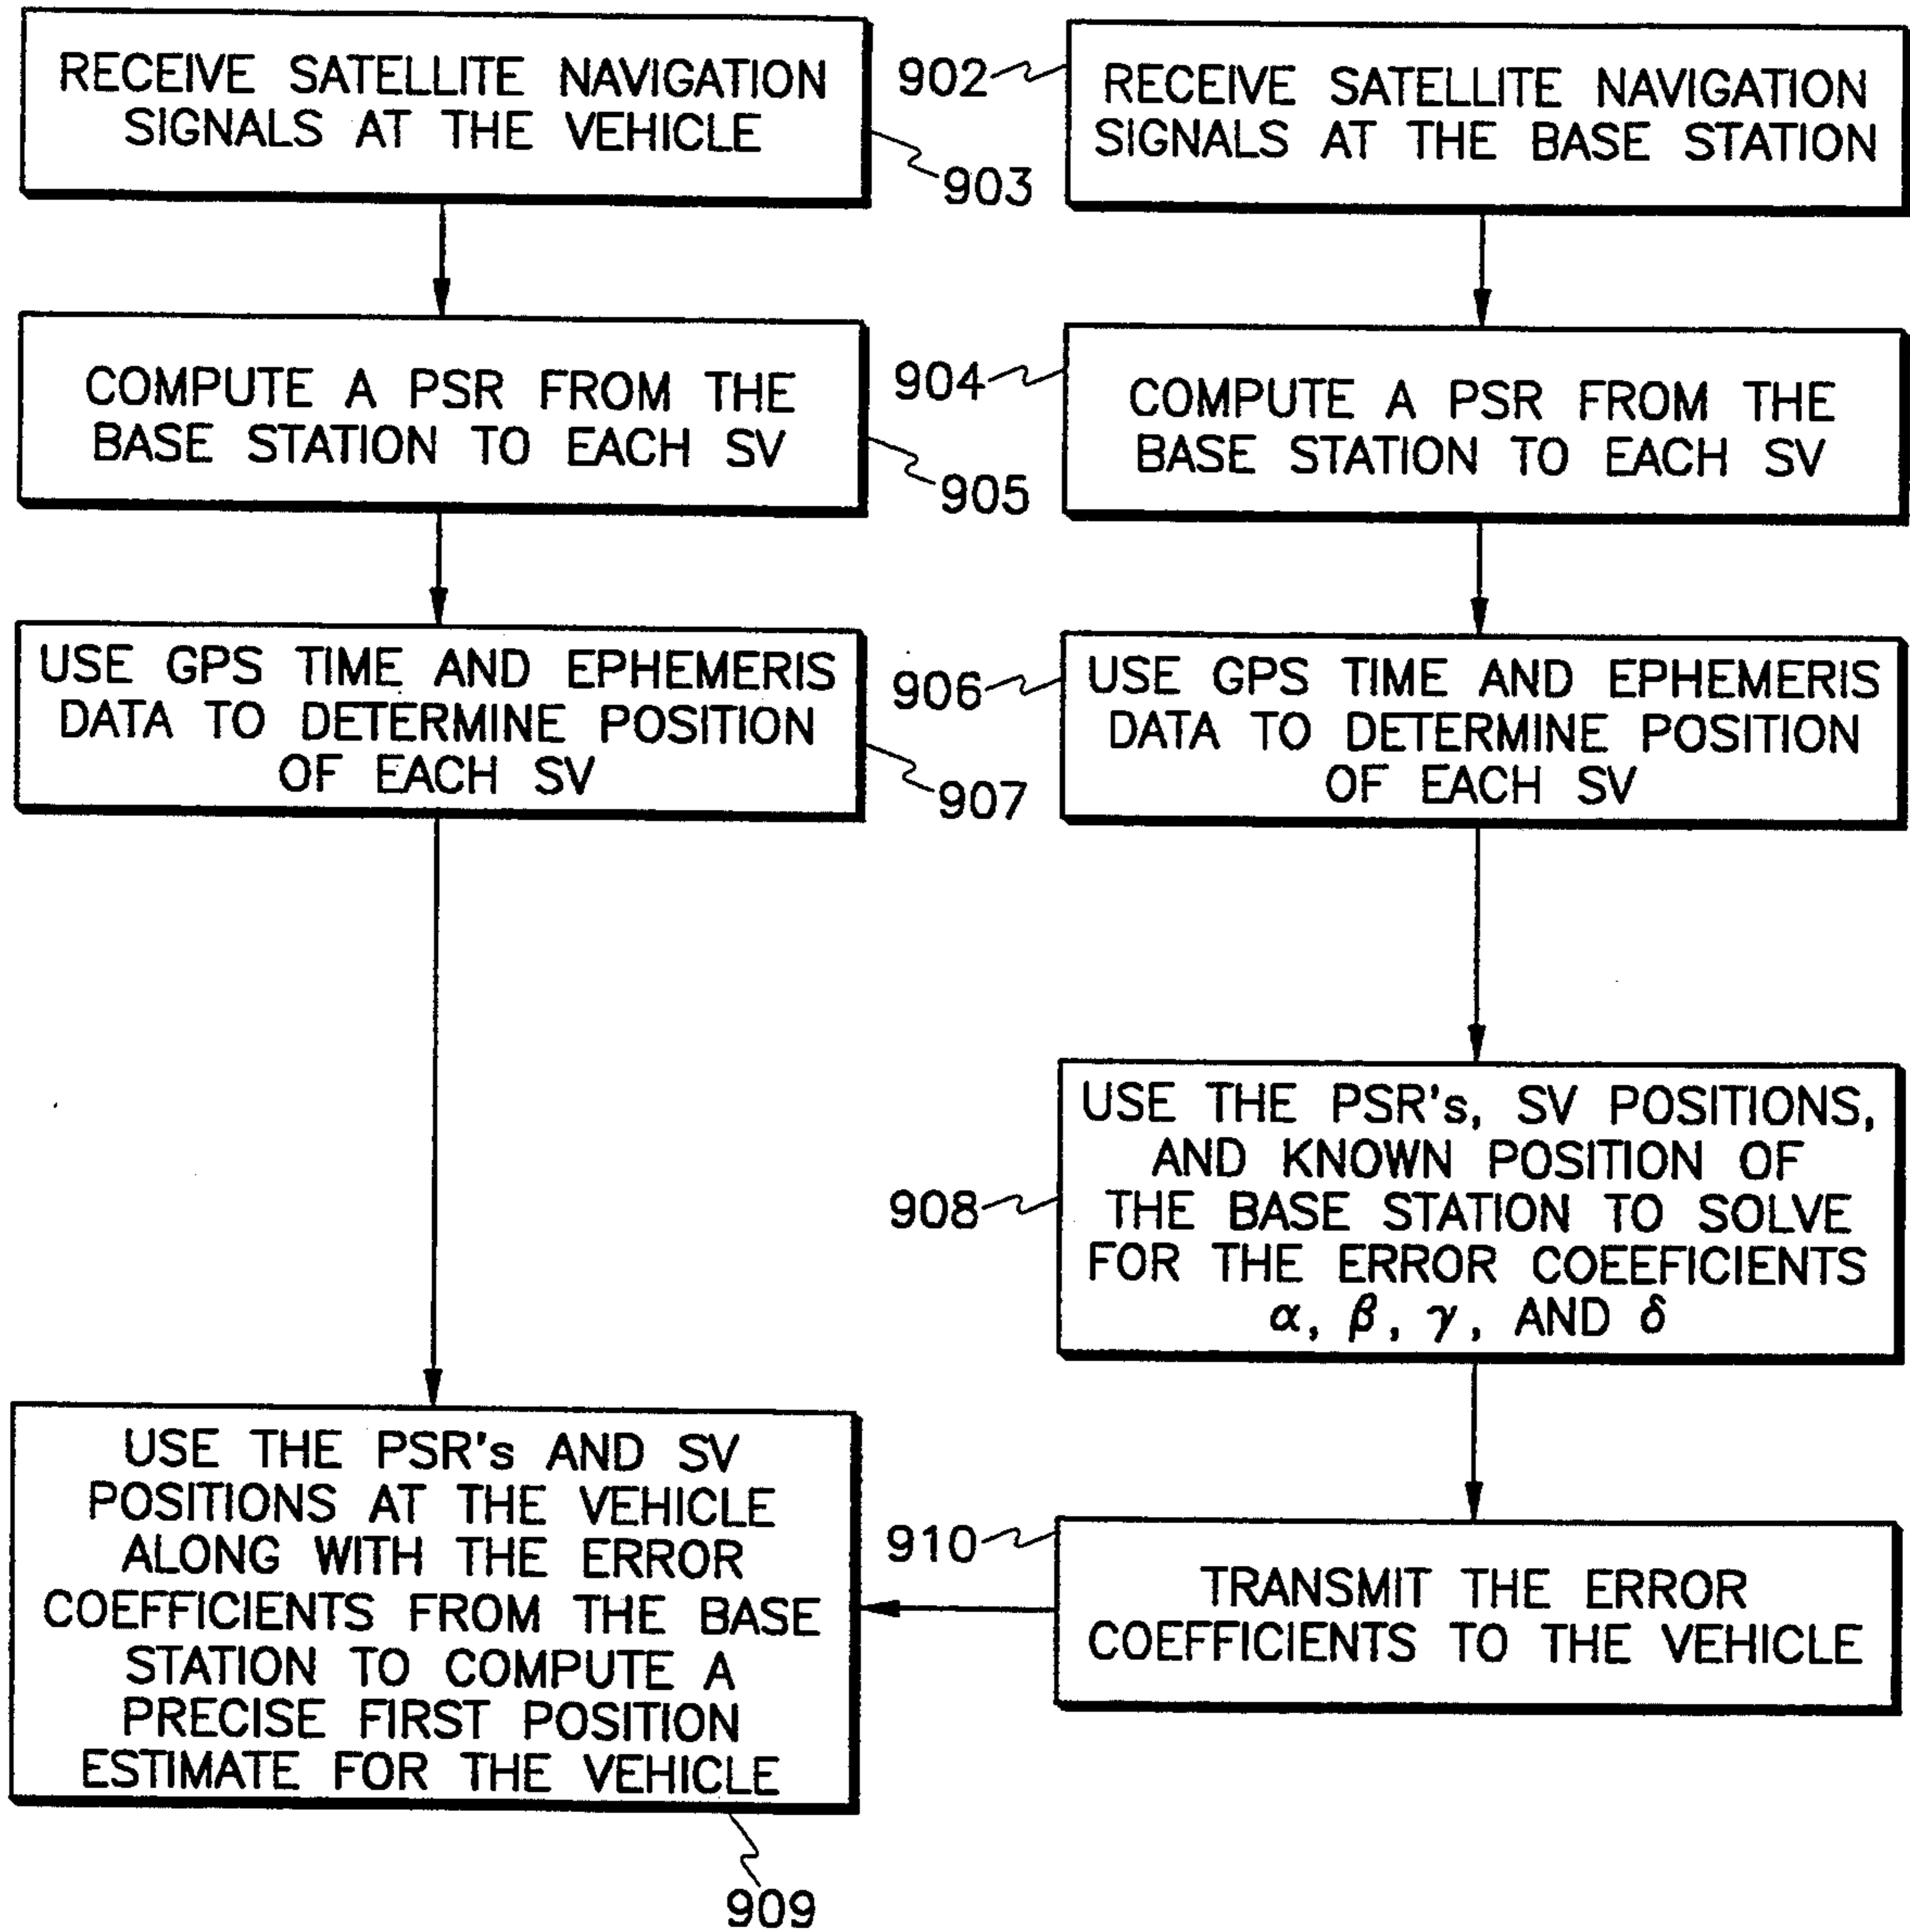 RECEIVE SATELLITE NAVIGATION
SIGNALS AT THE VEHICLE
903
902
RECEIVE SATELLITE NAVIGATION
SIGNALS AT THE BASE STATION
COMPUTE A PSR FROM THE
BASE STATION TO EACH SV
905
904
COMPUTE A PSR FROM THE
BASE STATION TO EACH SV
USE GPS TIME AND EPHEMERIS
DATA TO DETERMINE POSITION
OF EACH SV
907
906
USE GPS TIME AND EPHEMERIS
DATA TO DETERMINE POSITION
OF EACH SV
908
USE THE PSR's, SV POSITIONS,
AND KNOWN POSITION OF
THE BASE STATION TO SOLVE
FOR THE ERROR COEEFICIENTS
α, β, γ, AND δ
USE THE PSR's AND SV
POSITIONS AT THE VEHICLE
ALONG WITH THE ERROR
COEFFICIENTS FROM THE BASE
STATION TO COMPUTE A
PRECISE FIRST POSITION
ESTIMATE FOR THE VEHICLE
909
910
TRANSMIT THE ERROR
COEFFICIENTS TO THE VEHICLE